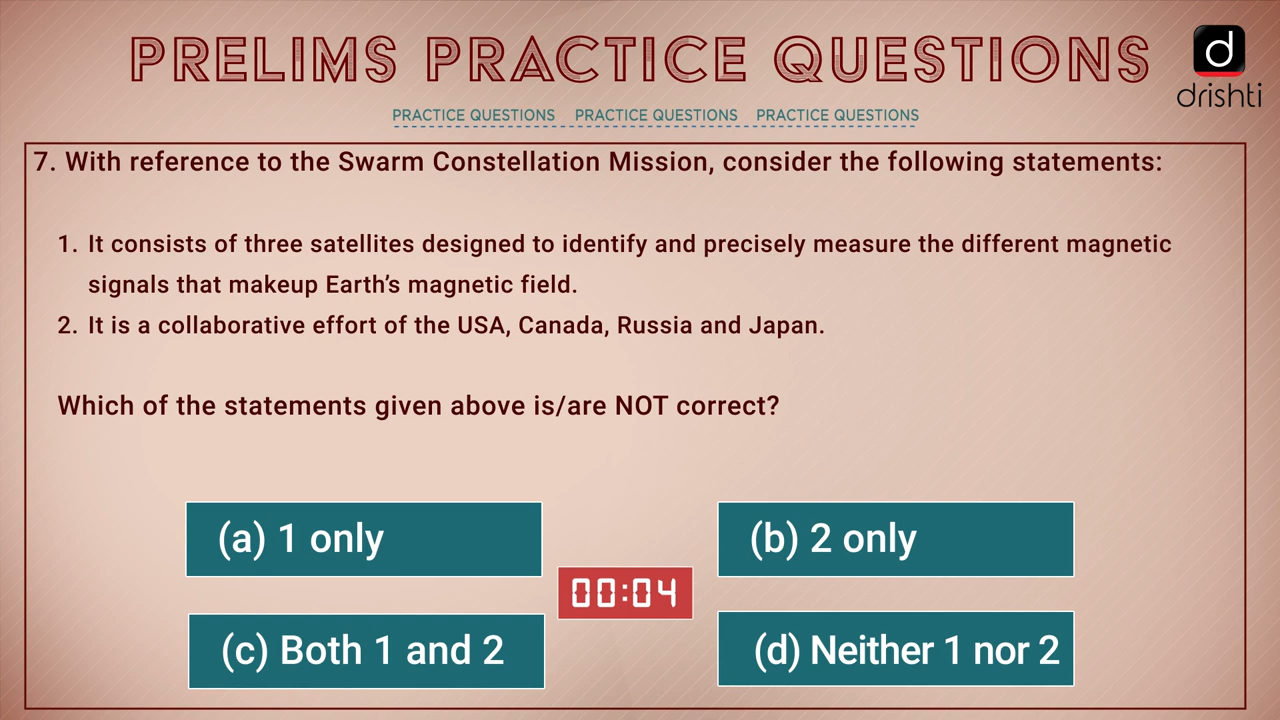 PRELIMS PRACTICE QUESTIONS
d
drishti
PRACTICE QUESTIONS PRACTICE QUESTIONS PRACTICE QUESTIONS
7. With reference to the Swarm Constellation Mission, consider the following statements:
1. It consists of three satellites designed to identify and precisely measure the different magnetic
signals that makeup Earth's magnetic field.
2. It is a collaborative effort of the USA, Canada, Russia and Japan.
Which of the statements given above is/are NOT correct?
(a) 1 only
(b) 2 only
00:04
(c) Both 1 and 2
(d) Neither 1 nor 2